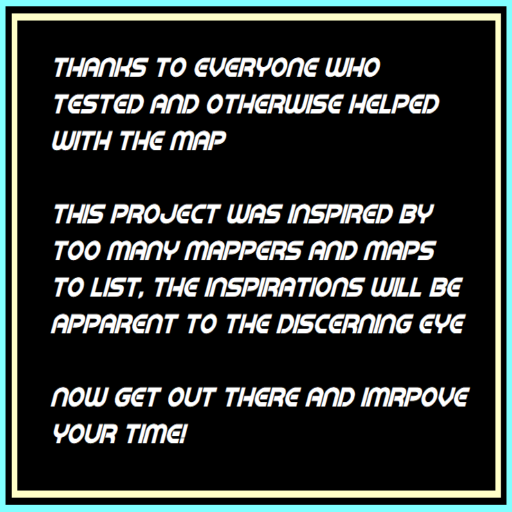 THANKS TO EVERYONE WHO
TESTED AND OTHERWISE HELPED
WITH THE MAP
THIS PROJECT WAS INSPIRED BY
TOO MANY MAPPERS AND MAPS
TO LIST, THE INSPIRATIONS WILL BE
APPARENT TO THE DISCERNING EYE
NOW GET OUT THERE AND IMRPOVE
YOUR TIME!